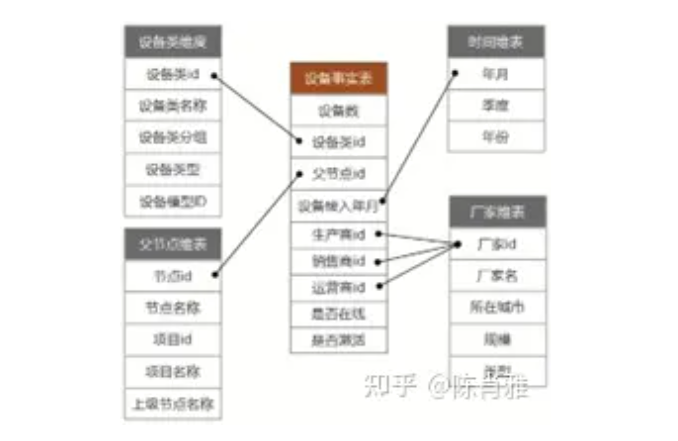 设备类维度
设备类id
设备类名称
设备类分组
设备类型
设备模型ID
父节点维表
节点id
节点名称
项目id
项目名称
上级节点名称
设备事实表
设备数
设备类id
父节点id
设备接入年月
生产商id
销售商id
运营商id
是否在线
是否激活
时间维表
年月
季度
年份
厂家维表
厂家id
厂家名
所在城市
规模
类型
知乎 @陈肖雅